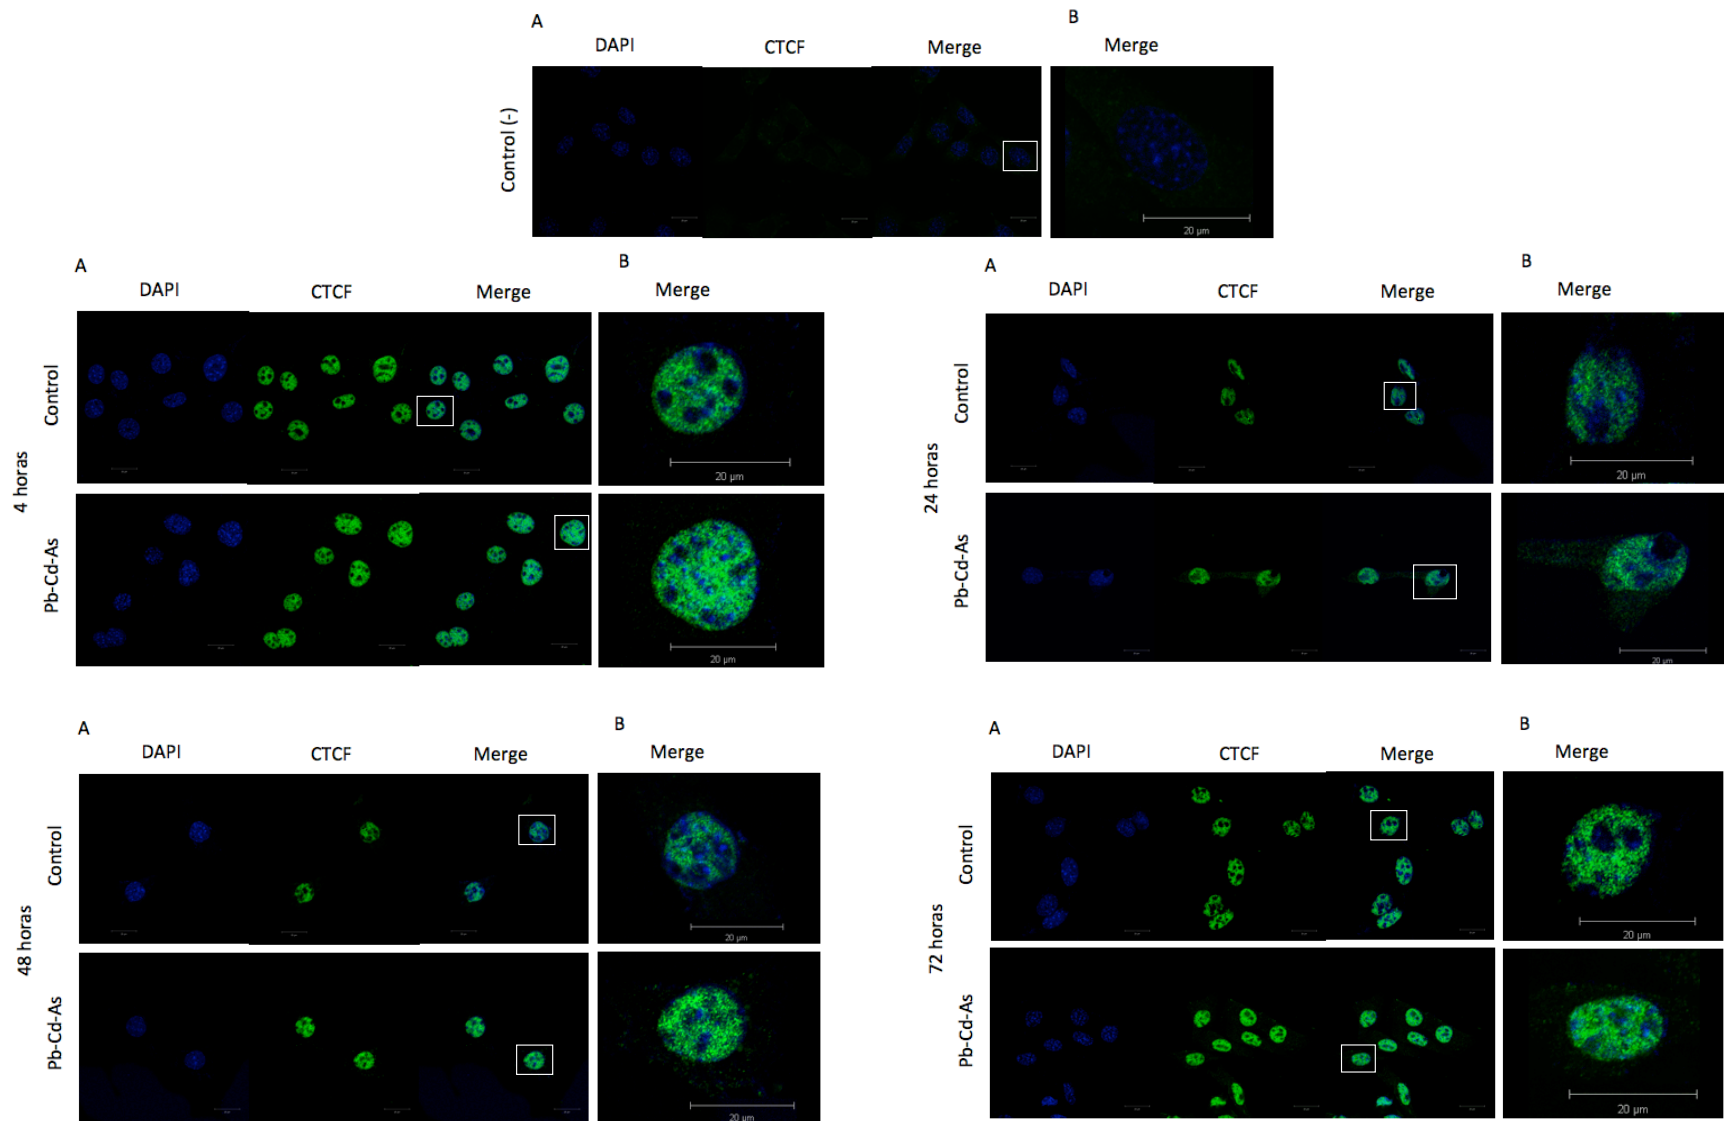 A
B
DAPI
CTCF
Merge
Merge
Control (-)
20 µm
A
B
DAPI
CTCF
Merge
Merge
4 horas
Control
20 µm
Pb-Cd-As
20 µm
A
B
DAPI
CTCF
Merge
Merge
24 horas
Control
20 µm
Pb-Cd-As
20 µm
A
B
DAPI
CTCF
Merge
Merge
48 horas
Control
20 µm
Pb-Cd-As
20 µm
A
B
DAPI
CTCF
Merge
Merge
72 horas
Control
20 µm
Pb-Cd-As
20 µm